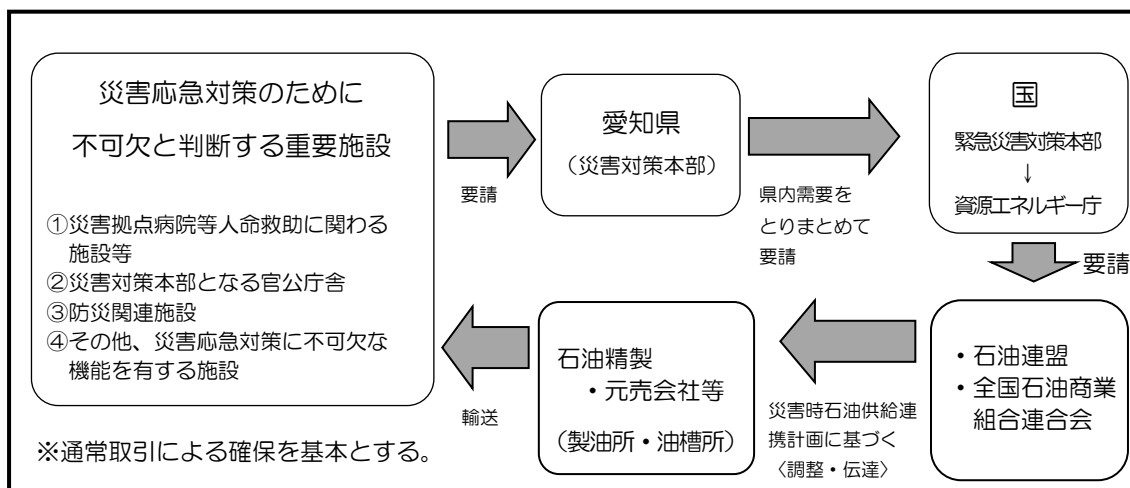 災害応急対策のために
不可欠と判断する重要施設
①災害拠点病院等人命救助に関わる
施設等
②災害対策本部となる官公庁舎
③防災関連施設
④その他、災害応急対策に不可欠な
機能を有する施設
要請
愛知県
（災害対策本部）
県内需要を
とりまとめて
要請
国
緊急災害対策本部
↓
資源エネルギー庁
要請
・石油連盟
・全国石油商業
組合連合会
災害時石油供給連
携計画に基づく
〈調整・伝達〉
石油精製
・元売会社等
（製油所・油槽所）
輸送
※通常取引による確保を基本とする。